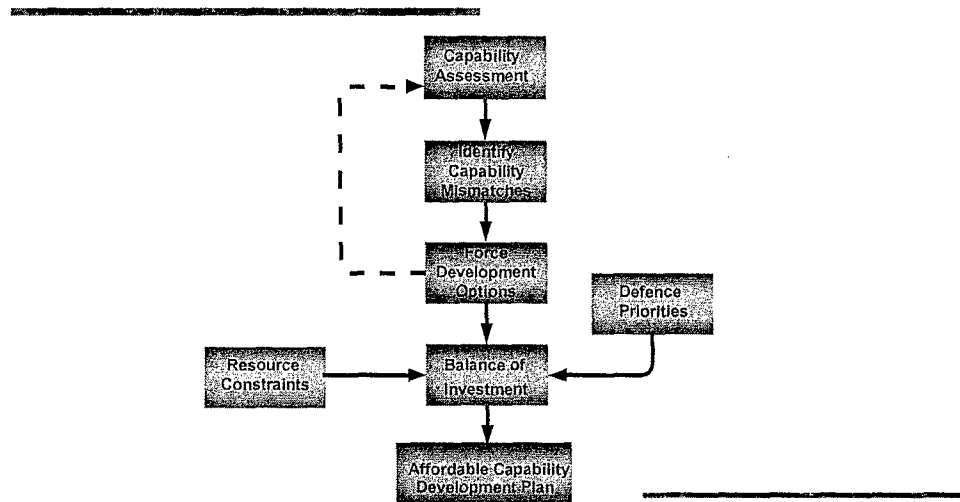 Capability
Assessment
Identify
Capability
Mismatches
Force
Development
Options
Defence
Priorities
Resource
Constraints
Balance of
Investment
Affordable Capability
Development Plan